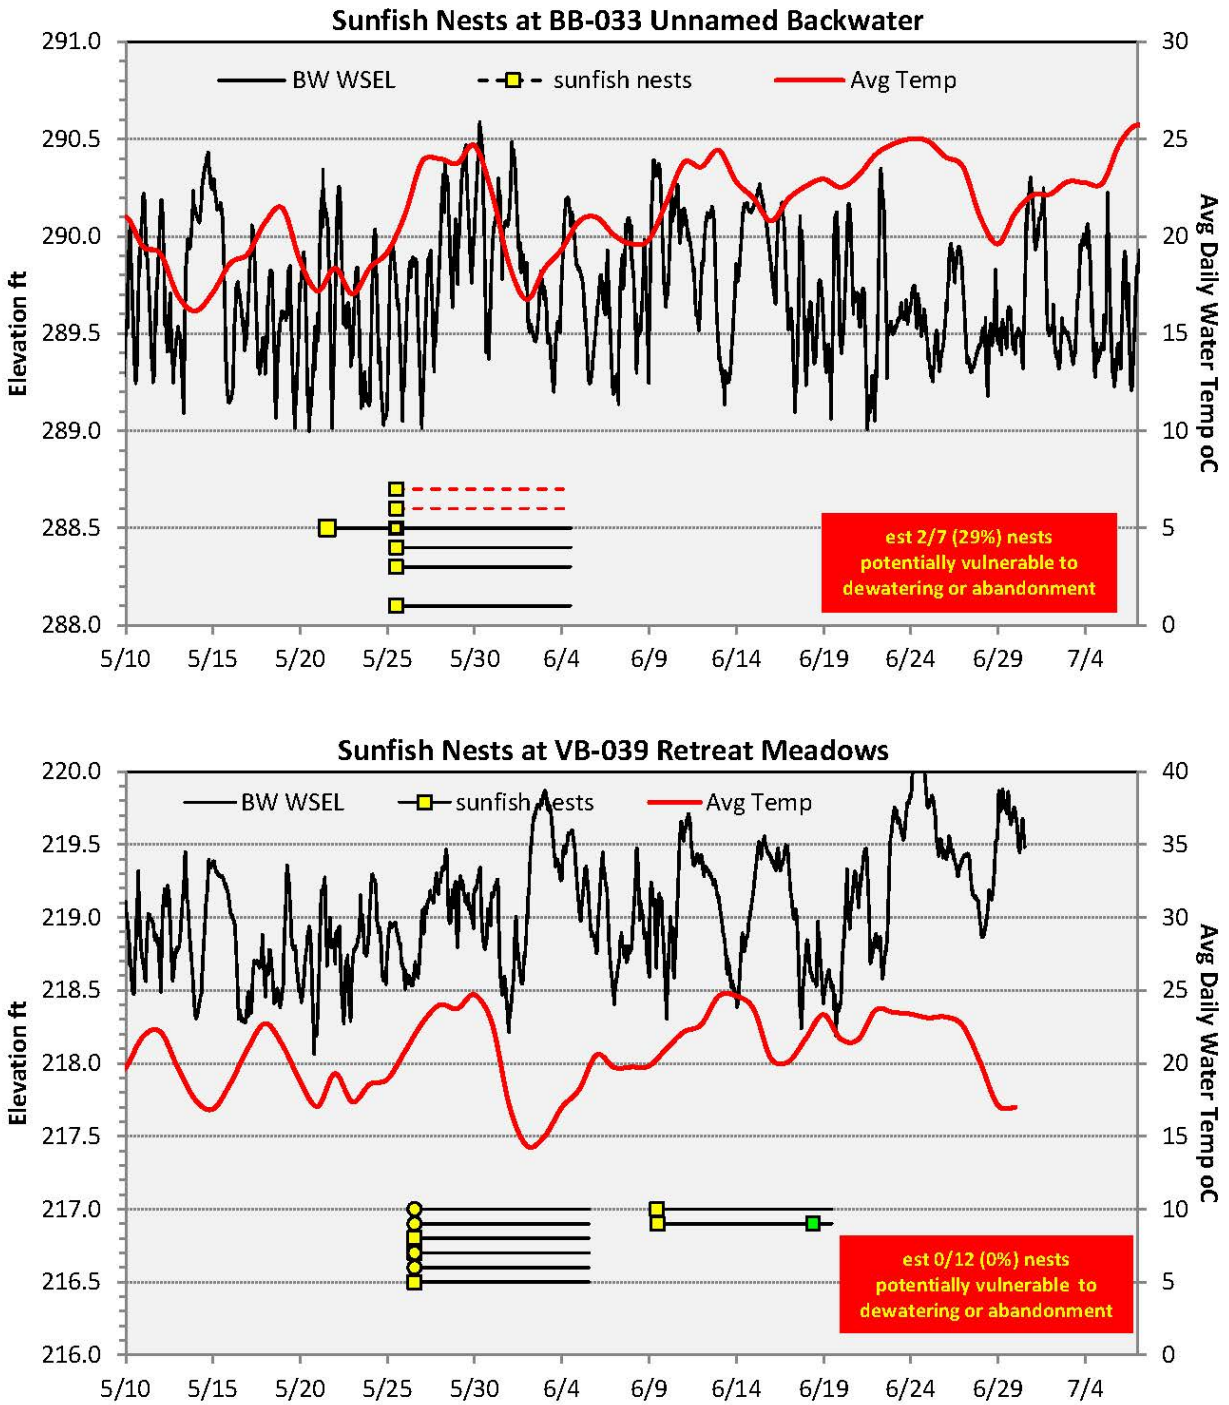 Sunfish Nests at BB-033 Unnamed Backwater
291.0
290.5
290.0
289.5
289.0
288.5
288.0
Elevation ft
BW WSEL
sunfish nests
Avg Temp
30
25
20
15
10
5
0
Avg Daily Water Temp oC
est 2/7 (29%) nests
potentially vulnerable to
dewatering or abandonment
5/10 5/15 5/20 5/25 5/30 6/4 6/9 6/14 6/19 6/24 6/29 7/4
Sunfish Nests at VB-039 Retreat Meadows
220.0
219.5
219.0
218.5
218.0
217.5
217.0
216.5
216.0
Elevation ft
BW WSEL
sunfish nests
Avg Temp
40
35
30
25
20
15
10
5
0
Avg Daily Water Temp oC
est 0/12 (0%) nests
potentially vulnerable to
dewatering or abandonment
5/10 5/15 5/20 5/25 5/30 6/4 6/9 6/14 6/19 6/24 6/29 7/4